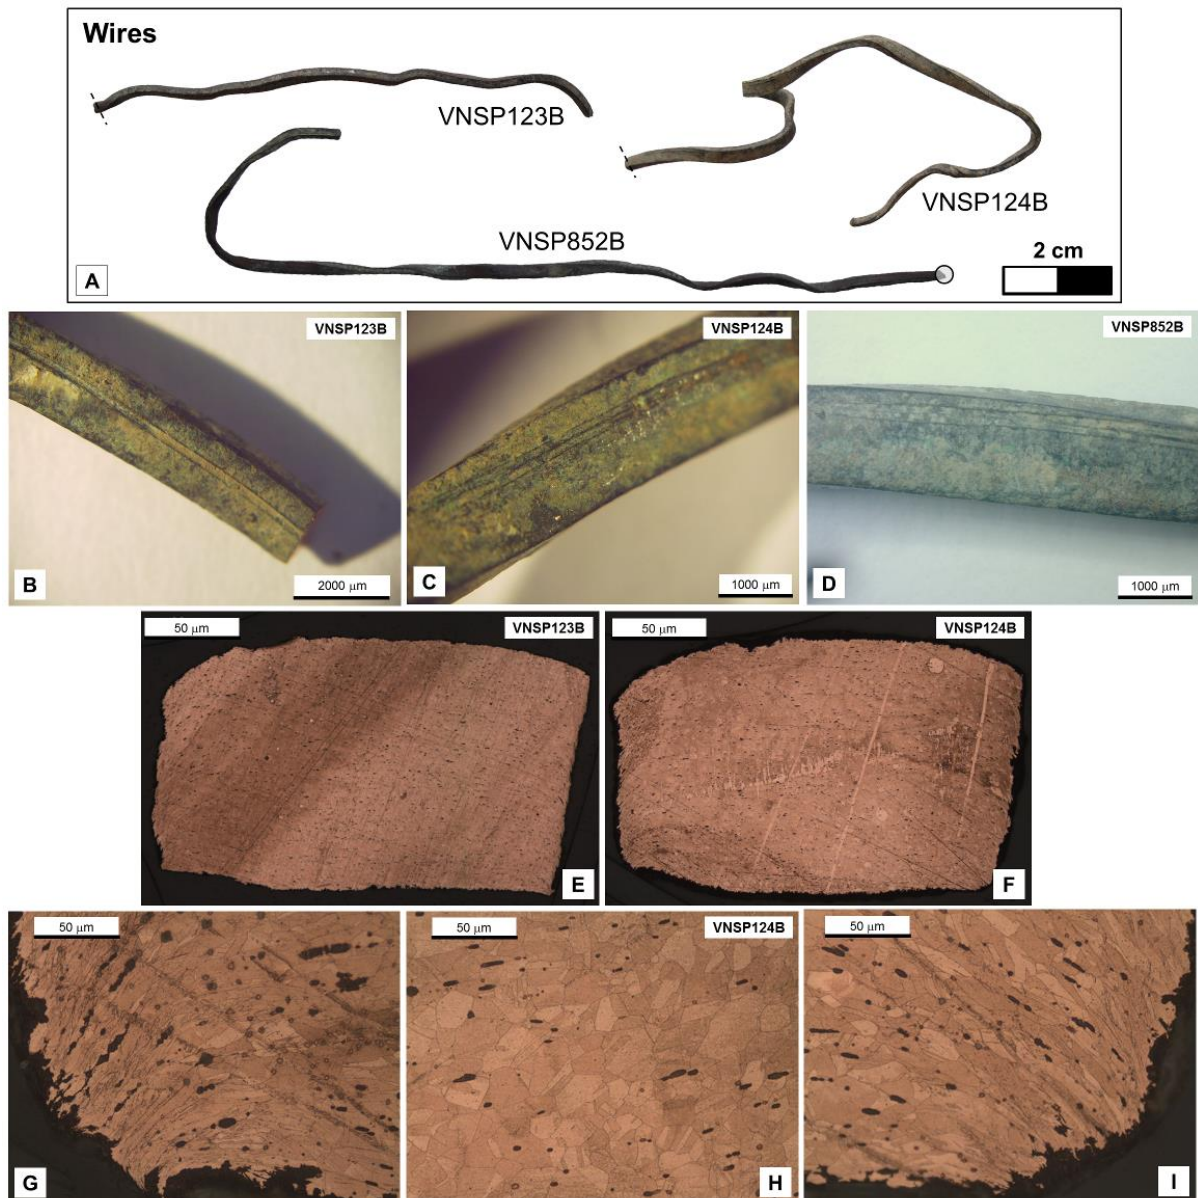 Wires
VNSP123B
VNSP124B
VNSP852B
2 cm
A
VNSP123B
B
2000 μm
VNSP124B
C
1000 μm
VNSP852B
D
1000 μm
50 μm
VNSP123B
E
50 μm
VNSP124B
F
50 μm
G
50 μm
VNSP124B
H
50 μm
I